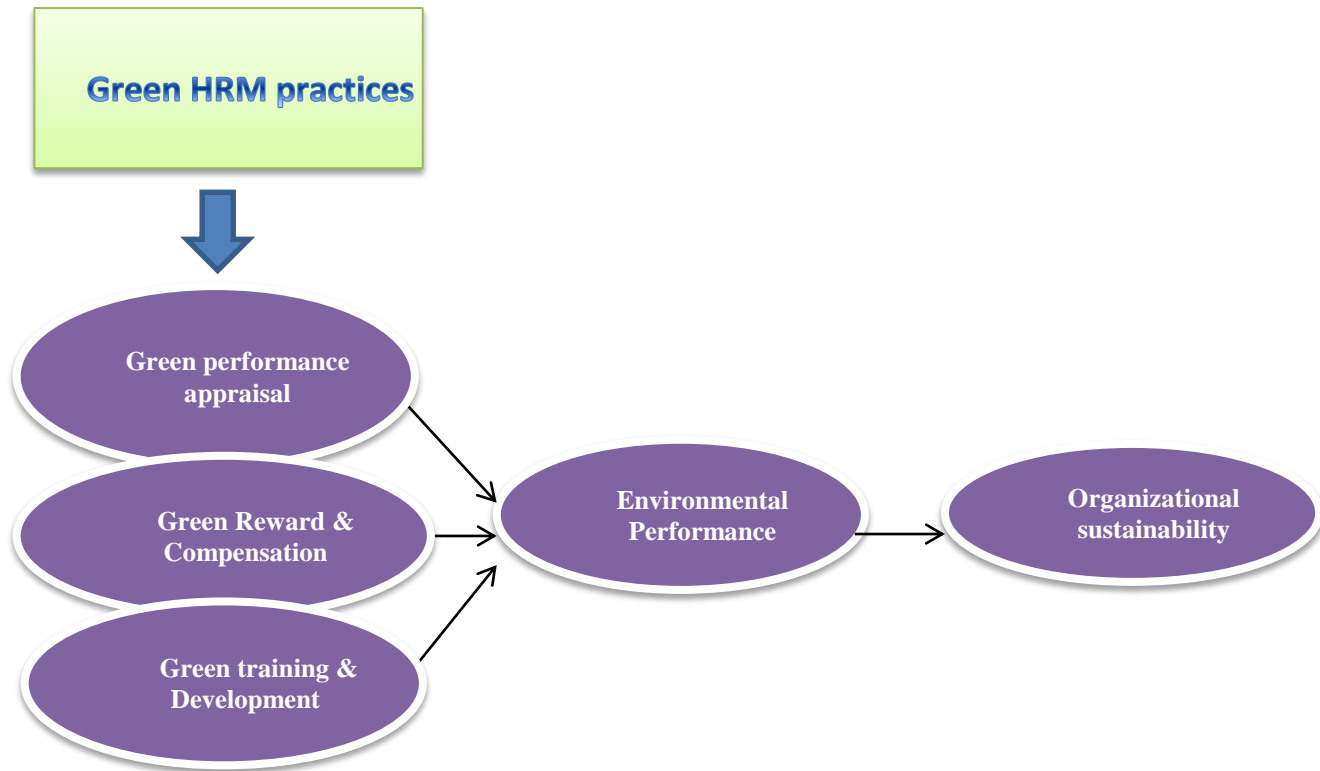 Green HRM practices
Green performance
appraisal
Green Reward &
Compensation
Green training &
Development
Environmental
Performance
Organizational
sustainability